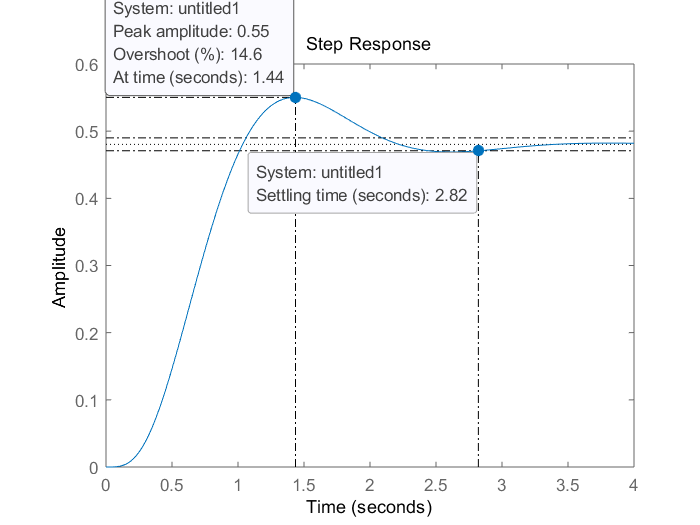 System: untitled1
Peak amplitude: 0.55
Overshoot (%): 14.6
At time (seconds): 1.44
Step Response
0.6
0.5
0.4
0.3
0.2
0.1
0
Amplitude
System: untitled1
Settling time (seconds): 2.82
0 0.5 1 1.5 2 2.5 3 3.5 4
Time (seconds)